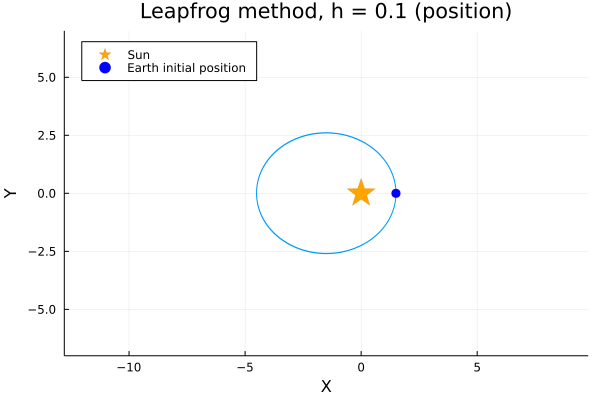 Leapfrog method, h = 0.1 (position)
Sun
Earth initial position
5.0
2.5
0.0
−2.5
−5.0
Y
−10
−5
0
5
X